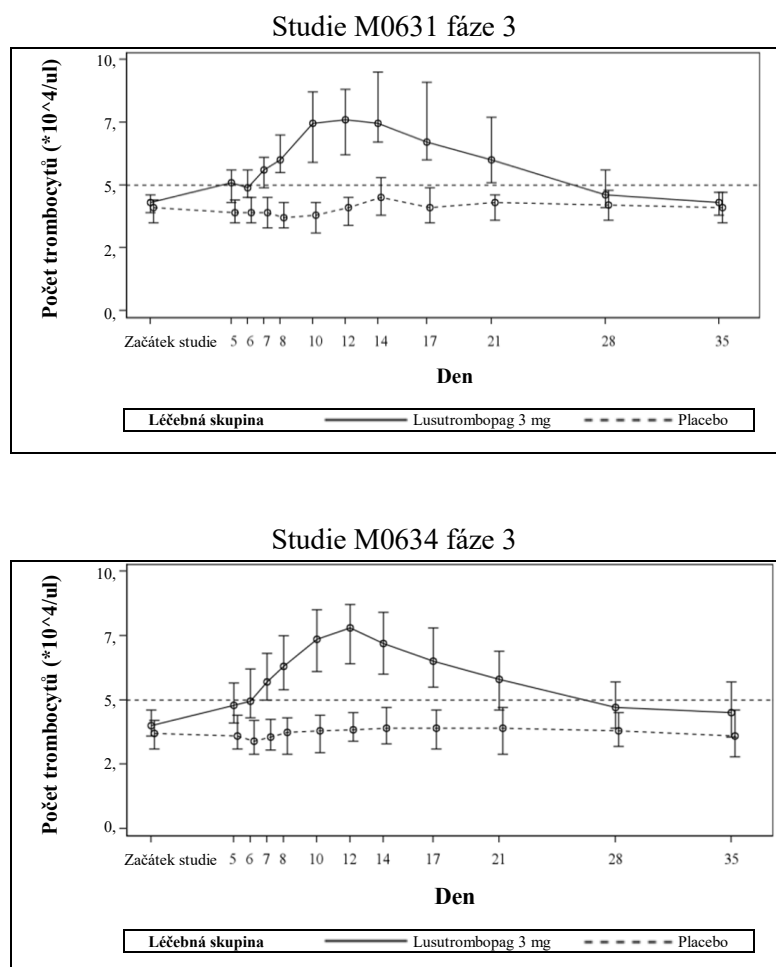 Studie M0631 fáze 3
Počet trombocytů (*10^4/ul)
10,
7,
5,
2,
0,
Začátek studie 5 6 7 8 10 12 14 17 21 28 35
Den
Léčebná skupina Lusutrombopag 3 mg Placebo
Studie M0634 fáze 3
Počet trombocytů (*10^4/ul)
10,
7,
5,
2,
0,
Začátek studie 5 6 7 8 10 12 14 17 21 28 35
Den
Léčebná skupina Lusutrombopag 3 mg Placebo